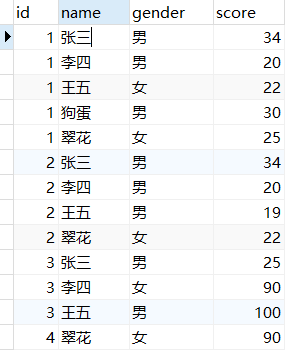 id name gender score
1 张三 男 34
1 李四 男 20
1 王五 女 22
1 狗蛋 男 30
1 翠花 女 25
2 张三 男 34
2 李四 男 20
2 王五 男 19
2 翠花 女 22
3 张三 男 25
3 李四 女 90
3 王五 男 100
4 翠花 女 90